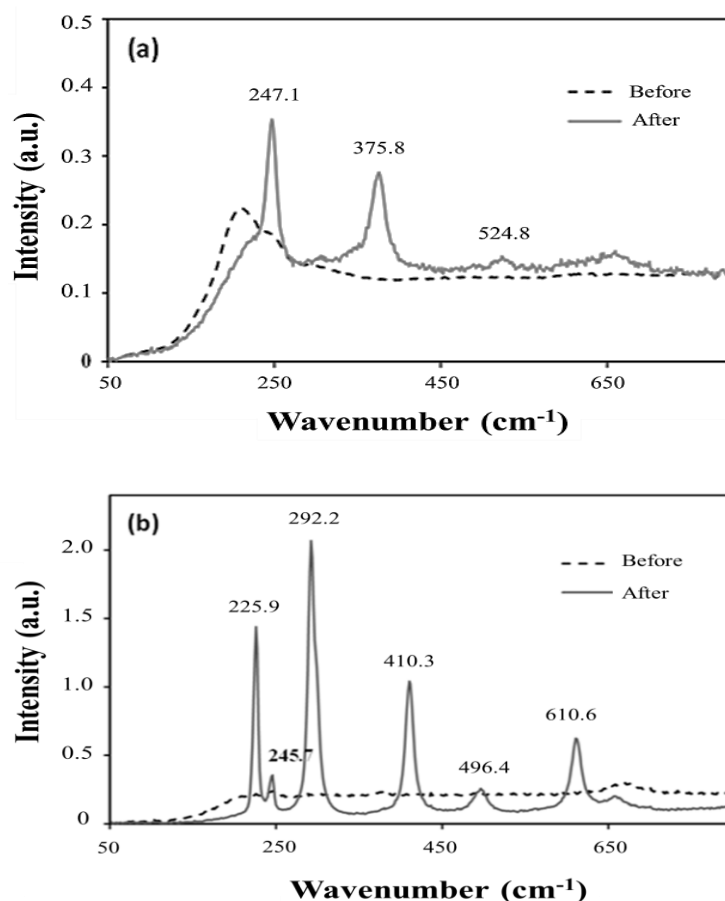 (a)
0.5
0.4
0.3
0.2
0.1
0
247.1
375.8
524.8
Before
After
50
250
450
650
Intensity (a.u.)
Wavenumber (cm⁻¹)
(b)
2.0
1.5
1.0
0.5
0.0
225.9
245.7
292.2
410.3
496.4
610.6
Before
After
50
250
450
650
Intensity (a.u.)
Wavenumber (cm⁻¹)